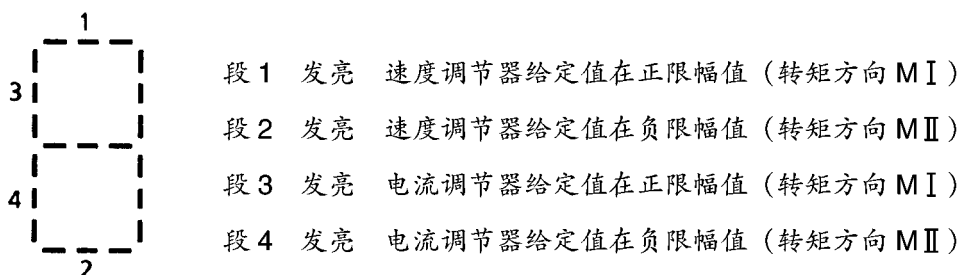 1
3
4
2
段1 发亮 速度调节器给定值在正限幅值（转矩方向 MⅠ）
段2 发亮 速度调节器给定值在负限幅值（转矩方向 MⅡ）
段3 发亮 电流调节器给定值在正限幅值（转矩方向 MⅠ）
段4 发亮 电流调节器给定值在负限幅值（转矩方向 MⅡ）